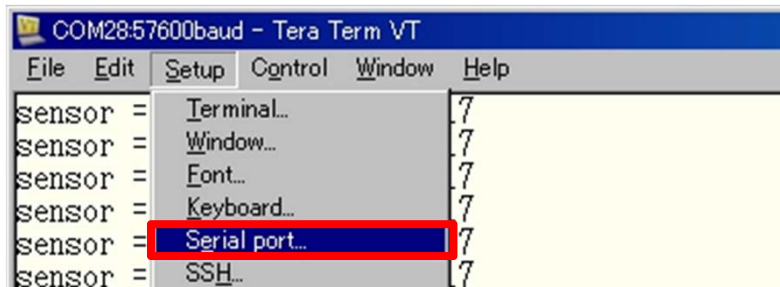 COM28:57600baud - Tera Term VT
File Edit Setup Control Window Help
sensor = Terminal... .7
sensor = Window... .7
sensor = Font... .7
sensor = Keyboard... .7
sensor = Serial port... 7
sensor = SSH... .7